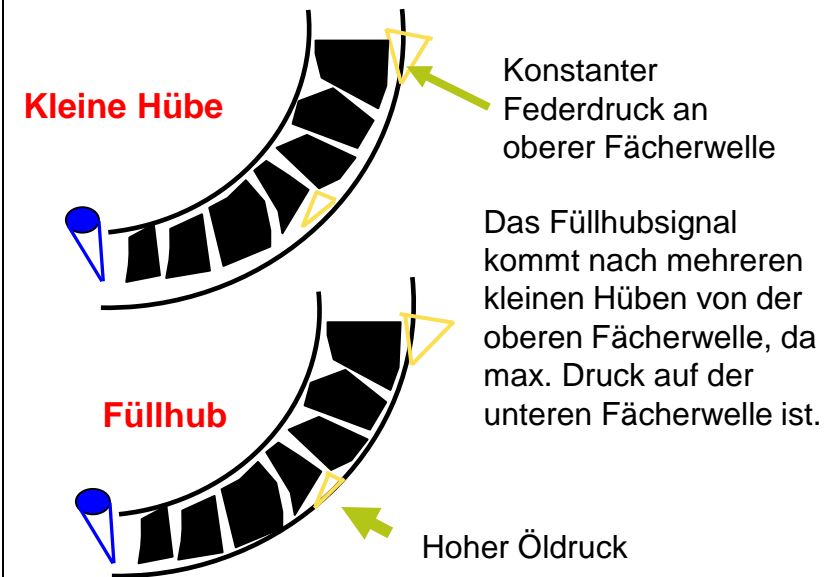 Kleine Hübe
Konstanter
Federdruck an
oberer Fächerwelle
Das Füllhubsignal
kommt nach mehreren
kleinen Hüben von der
oberen Fächerwelle, da
max. Druck auf der
unteren Fächerwelle ist.
Füllhub
Hoher Öldruck